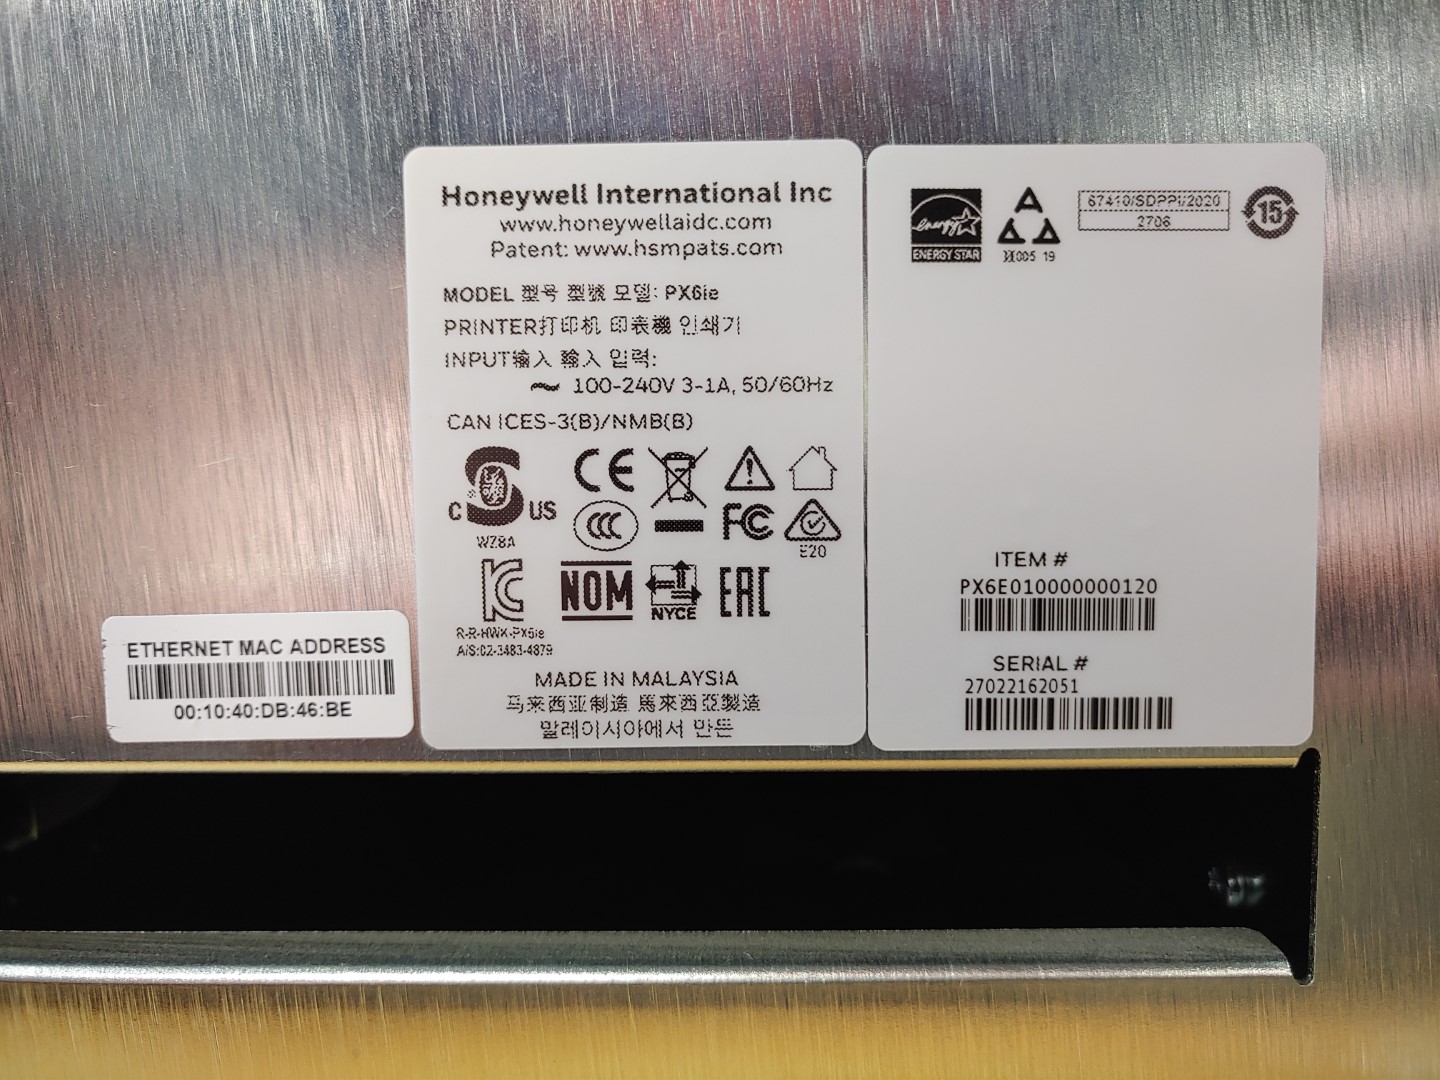 Honeywell International Inc
www.honeywellaidc.com
Patent: www.hsmpats.com
MODEL 型号 型號 모델: PX6ie
PRINTER打印机 印表機 인쇄기
INPUT输入 輸入 입력:
~ 100-240V 3-1A, 50/60Hz
CAN ICES-3(B)/NMB(B)
C US
WZ8A
CE
CCC
FC
E20
KC
R-R-HWK-PX6ie
A/S:02-3483-4879
NOM
NYCE
EAC
MADE IN MALAYSIA
马来西亚制造 馬來西亞製造
말레이시아에서 만든
energy
ENERGY STAR
005 19
67410/SDPPI/2020
2706
15
ITEM #
PX6E010000000120
SERIAL #
27022162051
ETHERNET MAC ADDRESS
00:10:40:DB:46:BE